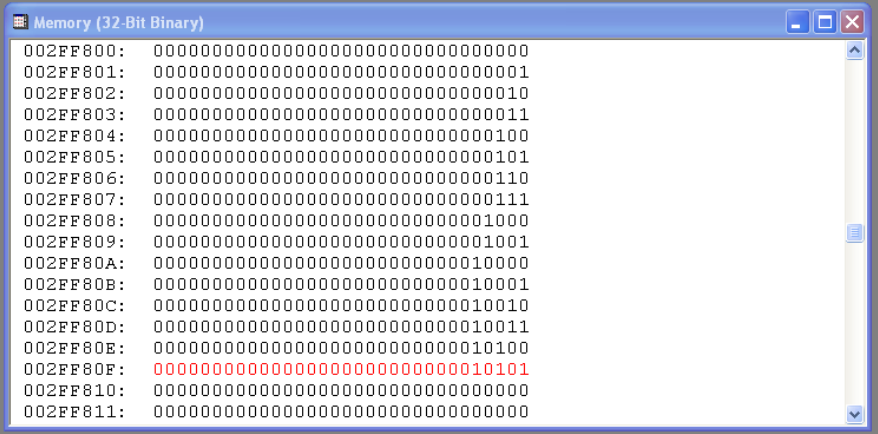 Memory (32-Bit Binary)
002FF800: 00000000000000000000000000000000
002FF801: 00000000000000000000000000000001
002FF802: 00000000000000000000000000000010
002FF803: 00000000000000000000000000000011
002FF804: 00000000000000000000000000000100
002FF805: 00000000000000000000000000000101
002FF806: 00000000000000000000000000000110
002FF807: 00000000000000000000000000000111
002FF808: 00000000000000000000000000001000
002FF809: 00000000000000000000000000001001
002FF80A: 00000000000000000000000000010000
002FF80B: 00000000000000000000000000010001
002FF80C: 00000000000000000000000000010010
002FF80D: 00000000000000000000000000010011
002FF80E: 00000000000000000000000000010100
002FF80F: 00000000000000000000000000010101
002FF810: 00000000000000000000000000000000
002FF811: 00000000000000000000000000000000